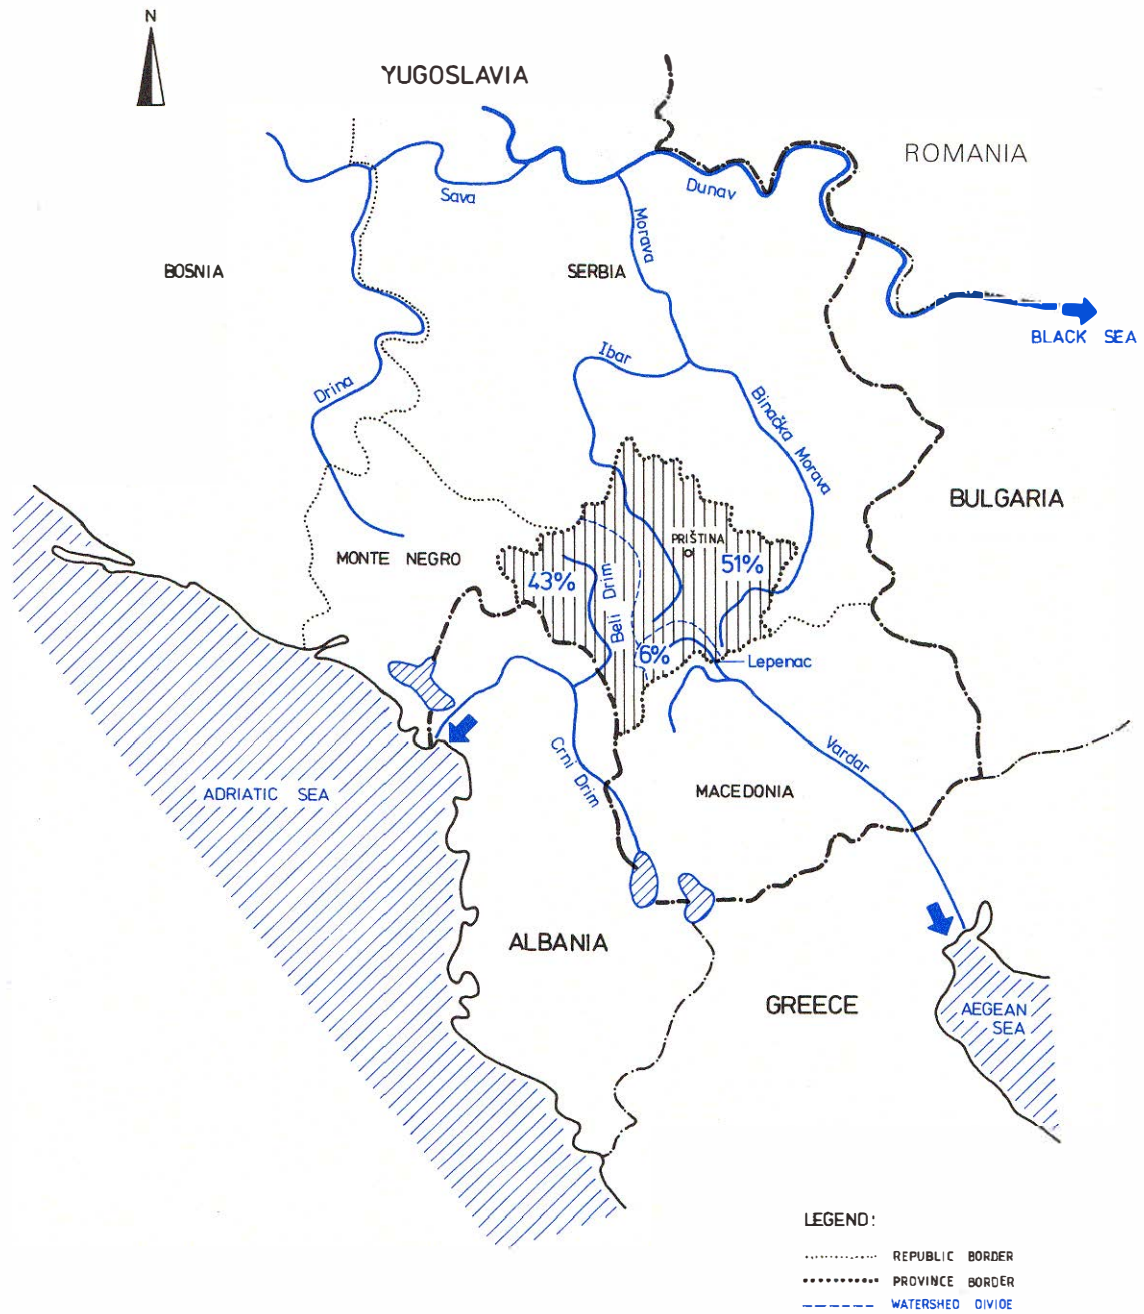 N
YUGOSLAVIA
ROMANIA
Sava
Dunav
Morava
BOSNIA
SERBIA
BLACK SEA
Ibar
Drina
Binačka Morava
BULGARIA
PRIŠTINA
MONTE NEGRO
43%
51%
Beli Drim
6%
Lepenac
Crni Drim
Vardar
ADRIATIC SEA
MACEDONIA
ALBANIA
GREECE
AEGEAN
SEA
LEGEND:
REPUBLIC BORDER
PROVINCE BORDER
WATERSHED DIVIDE